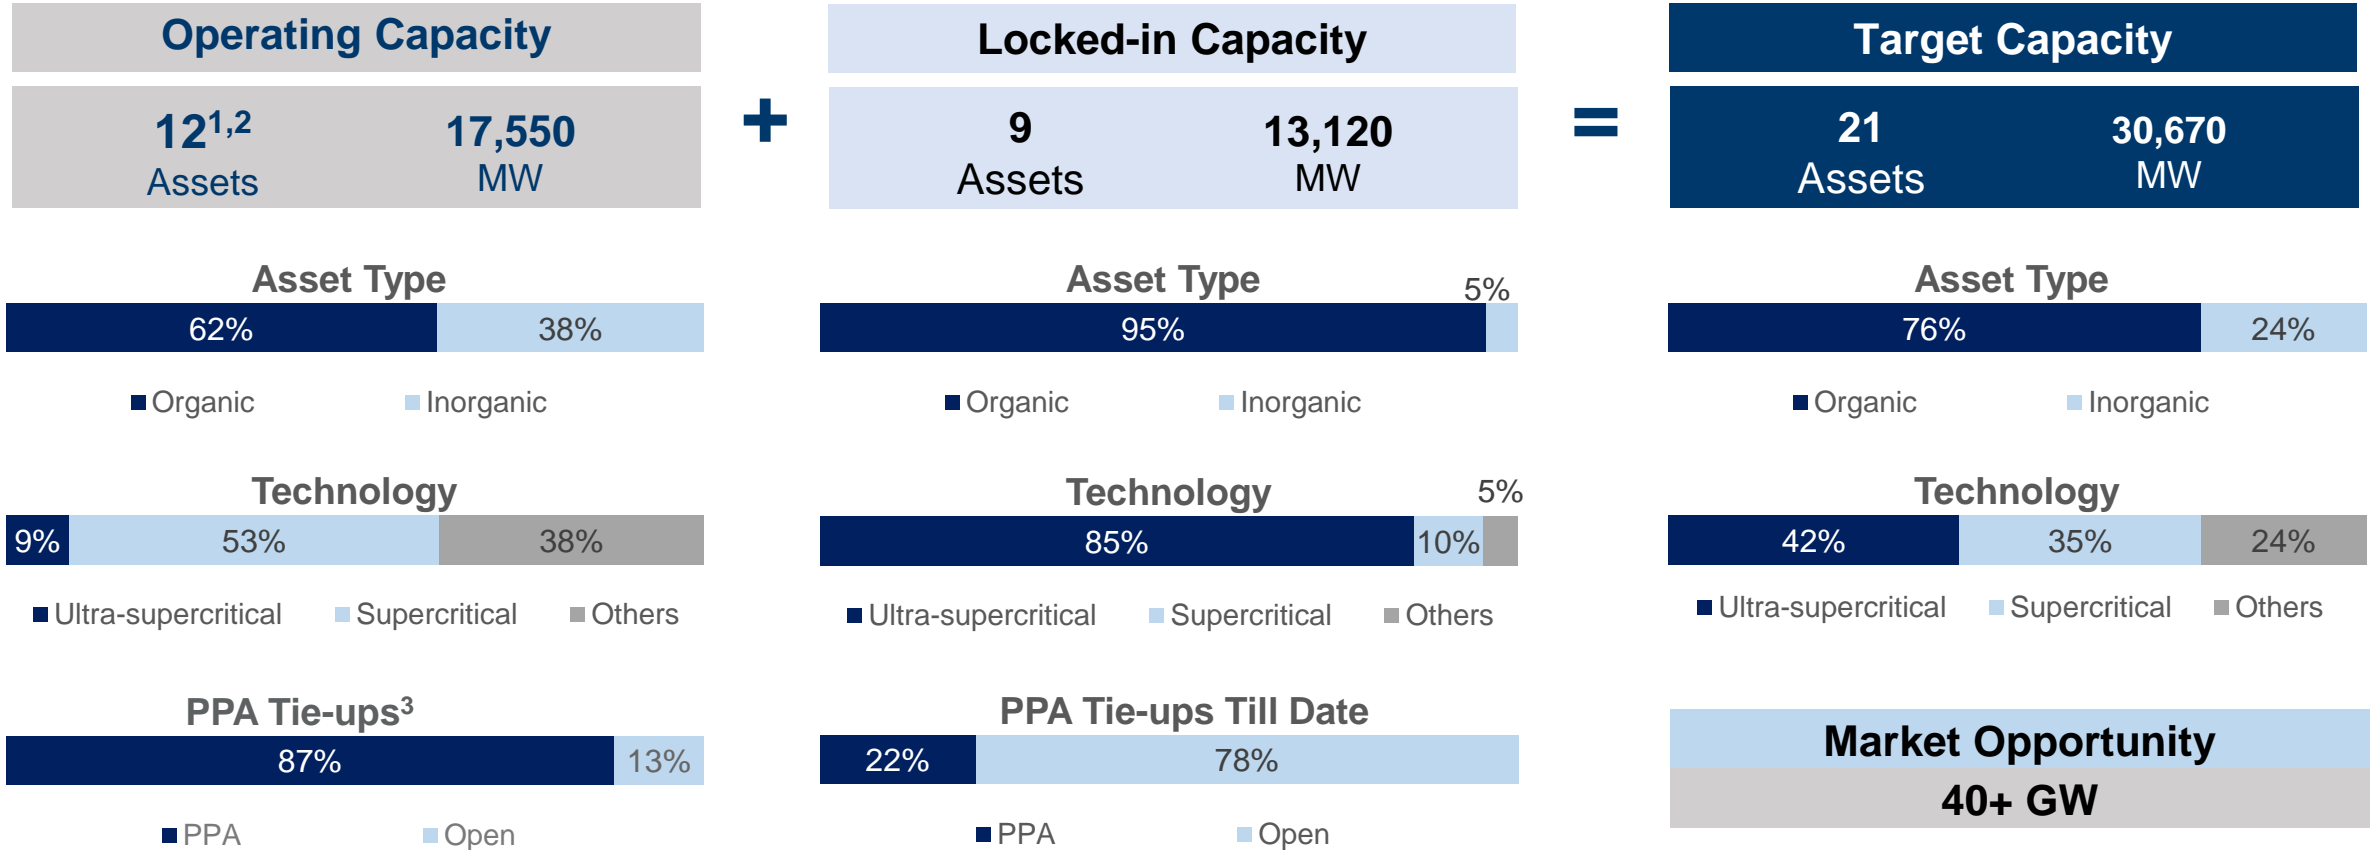 Operating Capacity
121,2 17,550
Assets MW
+
Locked-in Capacity
9 13,120
Assets MW
=
Target Capacity
21 30,670
Assets MW
Asset Type
62% 38%
Organic Inorganic
Technology
9% 53% 38%
Ultra-supercritical Supercritical Others
PPA Tie-ups3
87% 13%
PPA Open
Asset Type
5%
95%
Organic Inorganic
Technology
5%
85% 10%
Ultra-supercritical Supercritical Others
PPA Tie-ups Till Date
22% 78%
PPA Open
Asset Type
76% 24%
Organic Inorganic
Technology
42% 35% 24%
Ultra-supercritical Supercritical Others
Market Opportunity
40+ GW